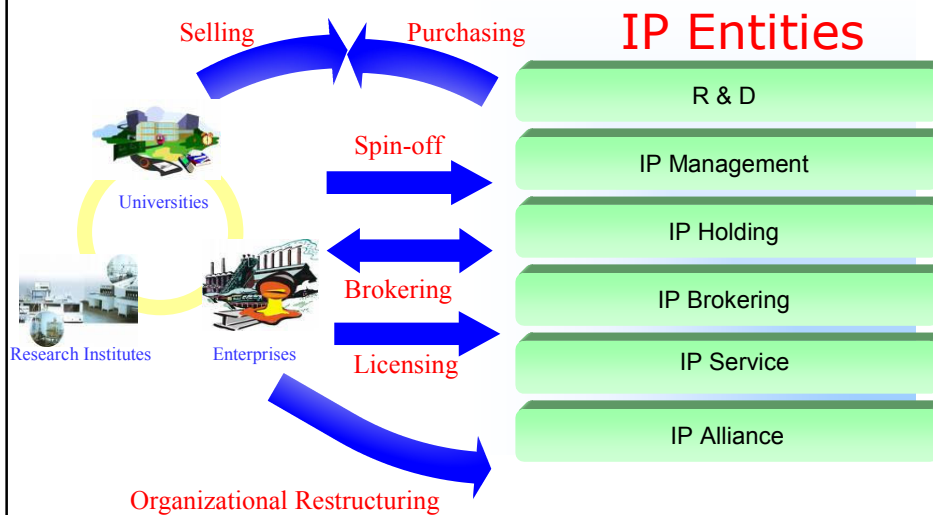 Selling
Purchasing
IP Entities
R & D
Spin-off
IP Management
Universities
IP Holding
Brokering
IP Brokering
Research Institutes
Enterprises
Licensing
IP Service
IP Alliance
Organizational Restructuring